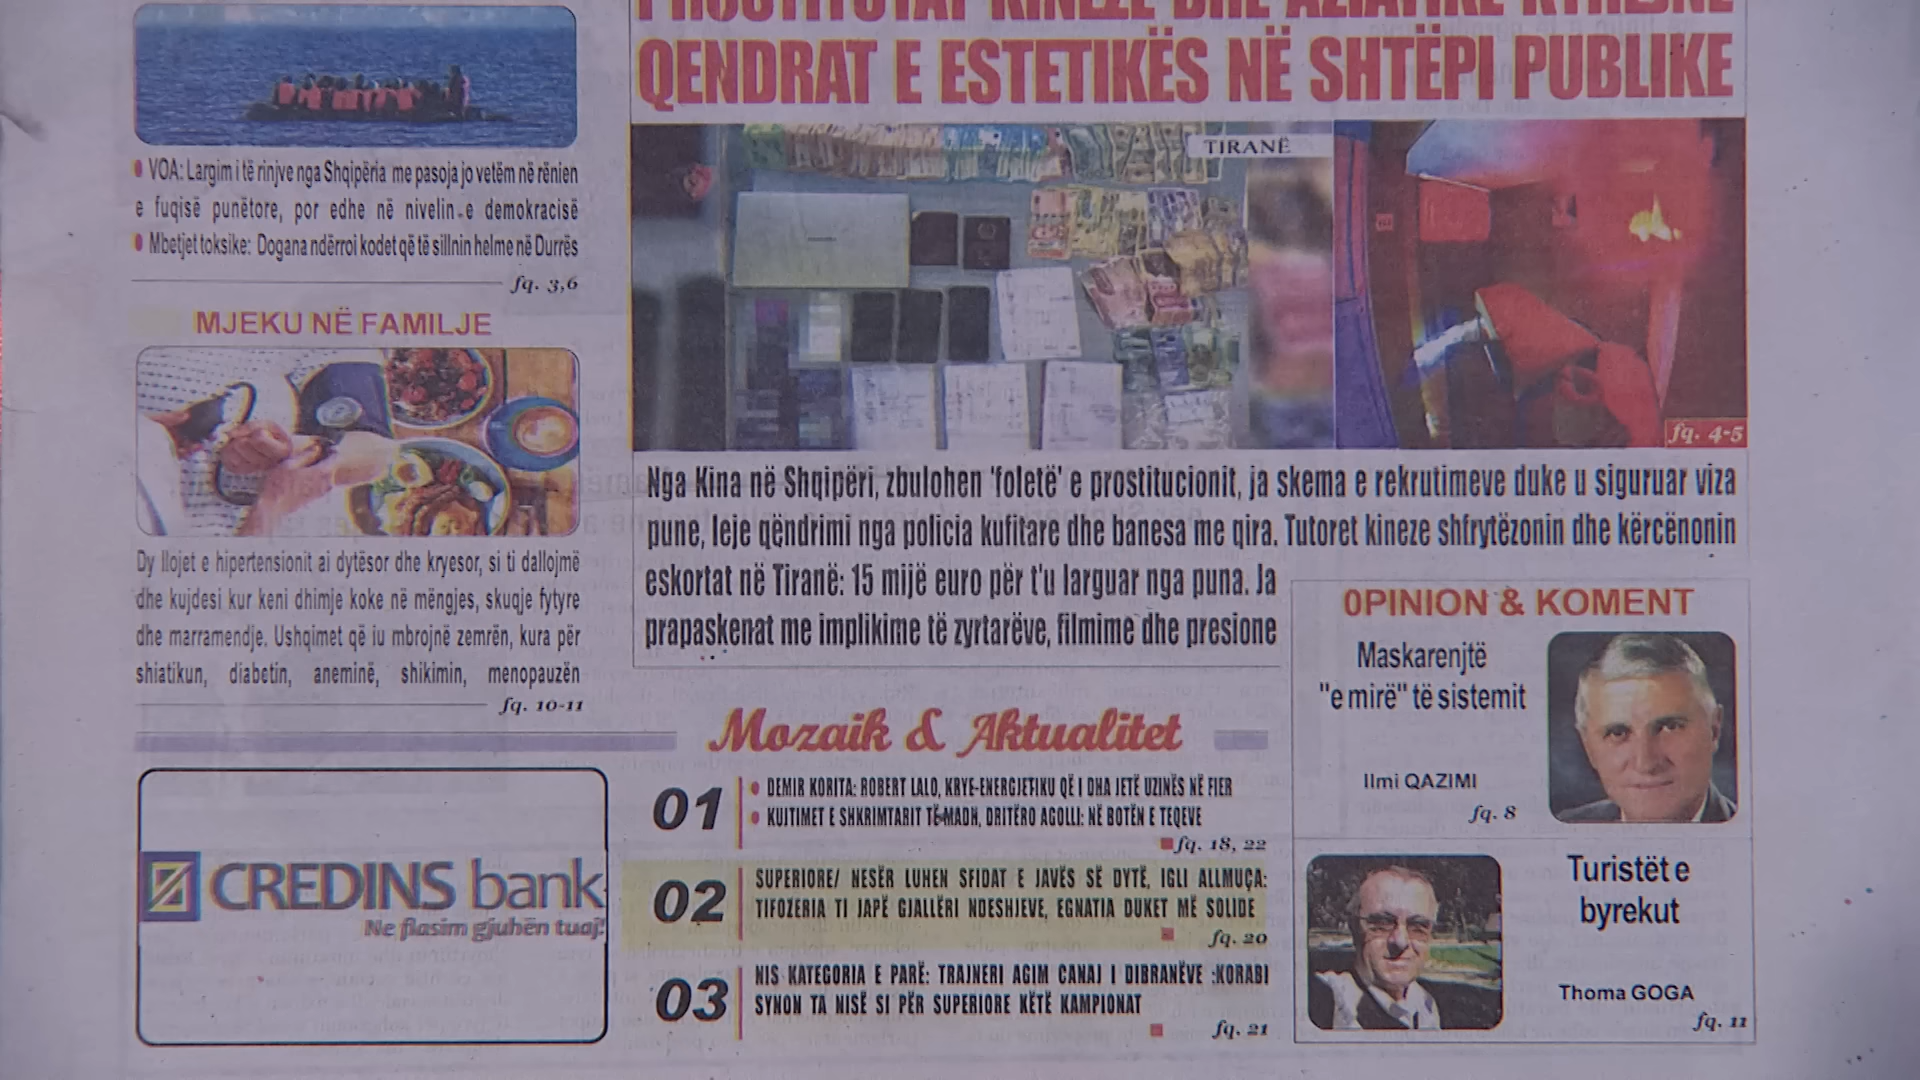 QENDRAT E ESTETIKËS NË SHTËPI PUBLIKE
TIRANË
fq. 4-5
Nga Kina në Shqipëri, zbulohen 'foletë' e prostitucionit, ja skema e rekrutimeve duke u siguruar viza
pune, leje qëndrimi nga policia kufitare dhe banesa me qira. Tutoret kineze shfrytëzonin dhe kërcënonin
eskortat në Tiranë: 15 mijë euro për t'u larguar nga puna. Ja
prapaskenat me implikime të zyrtarëve, filmime dhe presione
VOA: Largim i të rinjve nga Shqipëria me pasoja jo vetëm në rënien
e fuqisë punëtore, por edhe në nivelin e demokracisë
Mbetjet toksike: Dogana ndërroi kodet që të sillnin helme në Durrës
fq. 3,6
MJEKU NË FAMILJE
Dy llojet e hipertensionit ai dytësor dhe kryesor, si ti dallojmë
dhe kujdesi kur keni dhimje koke në mëngjes, skuqje fytyre
dhe marramendje. Ushqimet që iu mbrojnë zemrën, kura për
shiatikun, diabetin, aneminë, shikimin, menopauzën
fq. 10-11
CREDINS bank
Ne flasim gjuhën tuaj!
Mozaik & Aktualitet
01
DEMIR KORITA: ROBERT LALO, KRYE-ENERGJETIKU QË I DHA JETË UZINËS NË FIER
KUJTIMET E SHKRIMTARIT TË MADH, DRITËRO AGOLLI: NË BOTËN E TEQEVE
fq. 18, 22
02
SUPERIORE/ NESËR LUHEN SFIDAT E JAVËS SË DYTË, IGLI ALLMUÇA:
TIFOZERIA TI JAPË GJALLËRI NDESHJEVE, EGNATIA DUKET MË SOLIDE
fq. 20
03
NIS KATEGORIA E PARË: TRAJNERI AGIM CANAJ I DIBRANËVE :KORABI
SYNON TA NISË SI PËR SUPERIORE KËTË KAMPIONAT
fq. 21
OPINION & KOMENT
Maskarenjtë
"e mirë" të sistemit
Ilmi QAZIMI
fq. 8
Turistët e
byrekut
Thoma GOGA
fq. 11